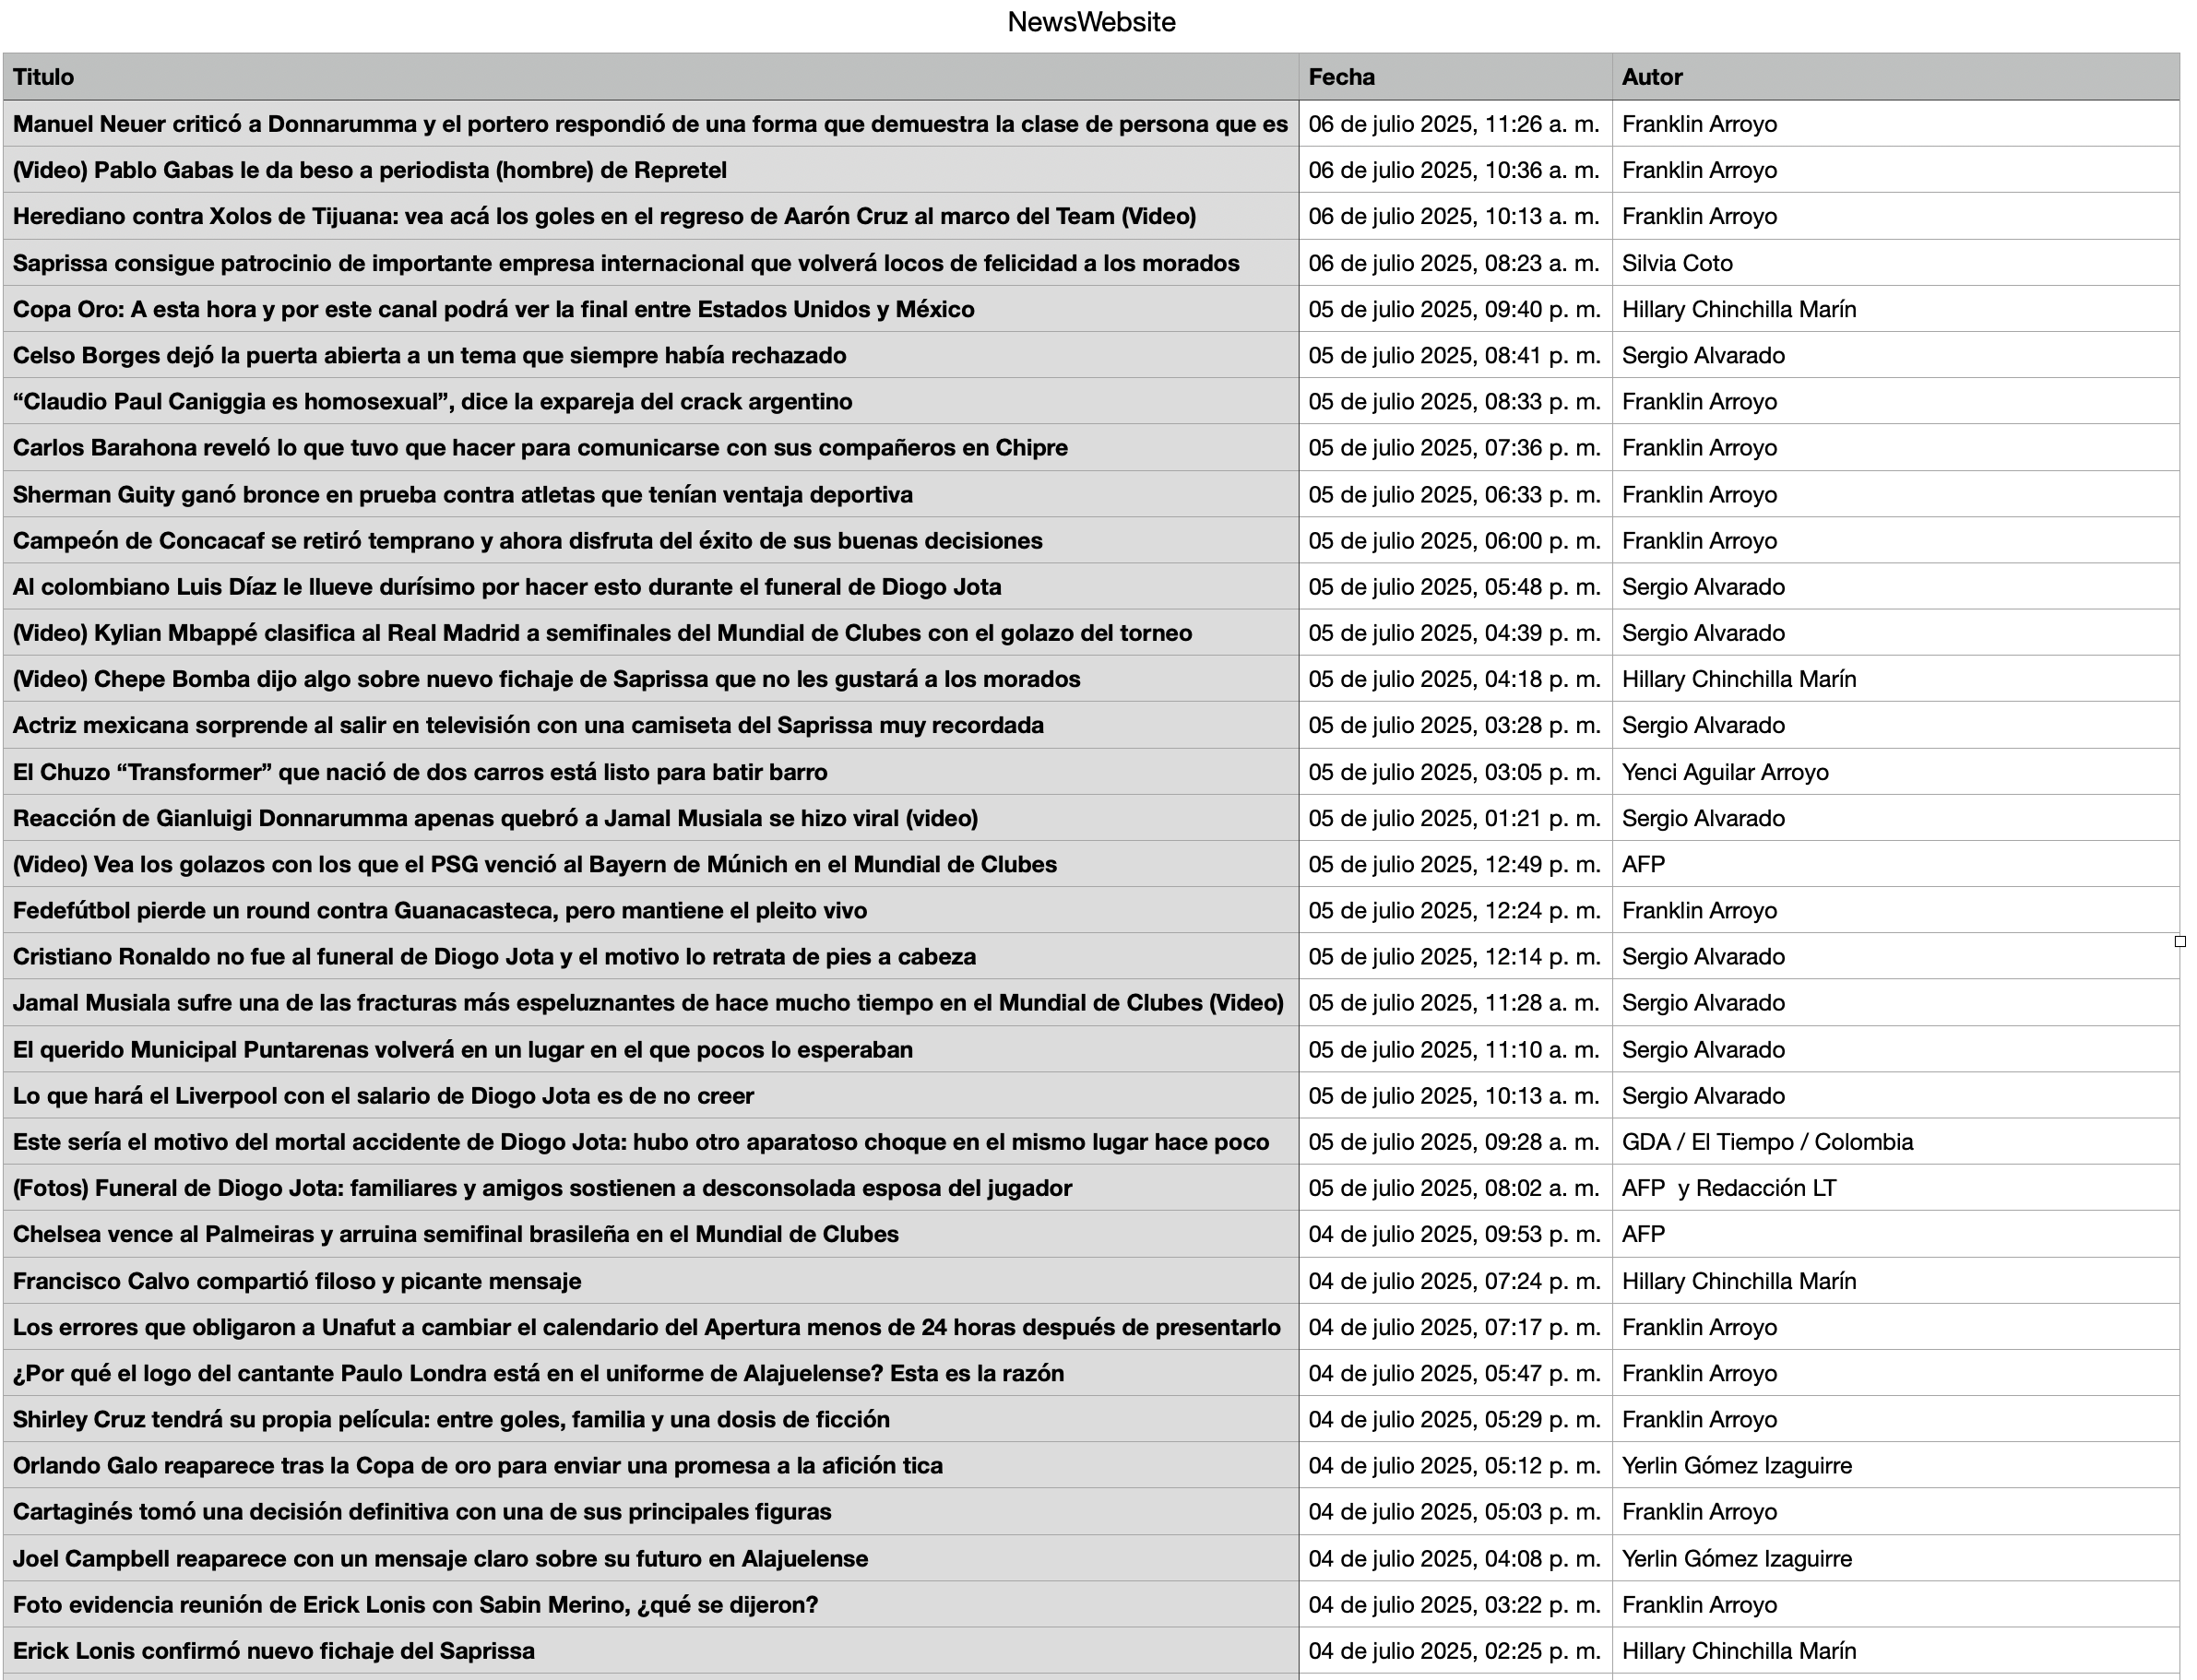 NewsWebsite
Titulo Fecha Autor
Manuel Neuer criticó a Donnarumma y el portero respondió de una forma que demuestra la clase de persona que es 06 de julio 2025, 11:26 a. m. Franklin Arroyo
(Video) Pablo Gabas le da beso a periodista (hombre) de Repretel 06 de julio 2025, 10:36 a. m. Franklin Arroyo
Herediano contra Xolos de Tijuana: vea acá los goles en el regreso de Aarón Cruz al marco del Team (Video) 06 de julio 2025, 10:13 a. m. Franklin Arroyo
Saprissa consigue patrocinio de importante empresa internacional que volverá locos de felicidad a los morados 06 de julio 2025, 08:23 a. m. Silvia Coto
Copa Oro: A esta hora y por este canal podrá ver la final entre Estados Unidos y México 05 de julio 2025, 09:40 p. m. Hillary Chinchilla Marín
Celso Borges dejó la puerta abierta a un tema que siempre había rechazado 05 de julio 2025, 08:41 p. m. Sergio Alvarado
“Claudio Paul Caniggia es homosexual”, dice la expareja del crack argentino 05 de julio 2025, 08:33 p. m. Franklin Arroyo
Carlos Barahona reveló lo que tuvo que hacer para comunicarse con sus compañeros en Chipre 05 de julio 2025, 07:36 p. m. Franklin Arroyo
Sherman Guity ganó bronce en prueba contra atletas que tenían ventaja deportiva 05 de julio 2025, 06:33 p. m. Franklin Arroyo
Campeón de Concacaf se retiró temprano y ahora disfruta del éxito de sus buenas decisiones 05 de julio 2025, 06:00 p. m. Franklin Arroyo
Al colombiano Luis Díaz le llueve durísimo por hacer esto durante el funeral de Diogo Jota 05 de julio 2025, 05:48 p. m. Sergio Alvarado
(Video) Kylian Mbappé clasifica al Real Madrid a semifinales del Mundial de Clubes con el golazo del torneo 05 de julio 2025, 04:39 p. m. Sergio Alvarado
(Video) Chepe Bomba dijo algo sobre nuevo fichaje de Saprissa que no les gustará a los morados 05 de julio 2025, 04:18 p. m. Hillary Chinchilla Marín
Actriz mexicana sorprende al salir en televisión con una camiseta del Saprissa muy recordada 05 de julio 2025, 03:28 p. m. Sergio Alvarado
El Chuzo “Transformer” que nació de dos carros está listo para batir barro 05 de julio 2025, 03:05 p. m. Yenci Aguilar Arroyo
Reacción de Gianluigi Donnarumma apenas quebró a Jamal Musiala se hizo viral (video) 05 de julio 2025, 01:21 p. m. Sergio Alvarado
(Video) Vea los golazos con los que el PSG venció al Bayern de Múnich en el Mundial de Clubes 05 de julio 2025, 12:49 p. m. AFP
Fedefútbol pierde un round contra Guanacasteca, pero mantiene el pleito vivo 05 de julio 2025, 12:24 p. m. Franklin Arroyo
Cristiano Ronaldo no fue al funeral de Diogo Jota y el motivo lo retrata de pies a cabeza 05 de julio 2025, 12:14 p. m. Sergio Alvarado
Jamal Musiala sufre una de las fracturas más espeluznantes de hace mucho tiempo en el Mundial de Clubes (Video) 05 de julio 2025, 11:28 a. m. Sergio Alvarado
El querido Municipal Puntarenas volverá en un lugar en el que pocos lo esperaban 05 de julio 2025, 11:10 a. m. Sergio Alvarado
Lo que hará el Liverpool con el salario de Diogo Jota es de no creer 05 de julio 2025, 10:13 a. m. Sergio Alvarado
Este sería el motivo del mortal accidente de Diogo Jota: hubo otro aparatoso choque en el mismo lugar hace poco 05 de julio 2025, 09:28 a. m. GDA / El Tiempo / Colombia
(Fotos) Funeral de Diogo Jota: familiares y amigos sostienen a desconsolada esposa del jugador 05 de julio 2025, 08:02 a. m. AFP y Redacción LT
Chelsea vence al Palmeiras y arruina semifinal brasileña en el Mundial de Clubes 04 de julio 2025, 09:53 p. m. AFP
Francisco Calvo compartió filoso y picante mensaje 04 de julio 2025, 07:24 p. m. Hillary Chinchilla Marín
Los errores que obligaron a Unafut a cambiar el calendario del Apertura menos de 24 horas después de presentarlo 04 de julio 2025, 07:17 p. m. Franklin Arroyo
¿Por qué el logo del cantante Paulo Londra está en el uniforme de Alajuelense? Esta es la razón 04 de julio 2025, 05:47 p. m. Franklin Arroyo
Shirley Cruz tendrá su propia película: entre goles, familia y una dosis de ficción 04 de julio 2025, 05:29 p. m. Franklin Arroyo
Orlando Galo reaparece tras la Copa de oro para enviar una promesa a la afición tica 04 de julio 2025, 05:12 p. m. Yerlin Gómez Izaguirre
Cartaginés tomó una decisión definitiva con una de sus principales figuras 04 de julio 2025, 05:03 p. m. Franklin Arroyo
Joel Campbell reaparece con un mensaje claro sobre su futuro en Alajuelense 04 de julio 2025, 04:08 p. m. Yerlin Gómez Izaguirre
Foto evidencia reunión de Erick Lonis con Sabin Merino, ¿qué se dijeron? 04 de julio 2025, 03:22 p. m. Franklin Arroyo
Erick Lonis confirmó nuevo fichaje del Saprissa 04 de julio 2025, 02:25 p. m. Hillary Chinchilla Marín